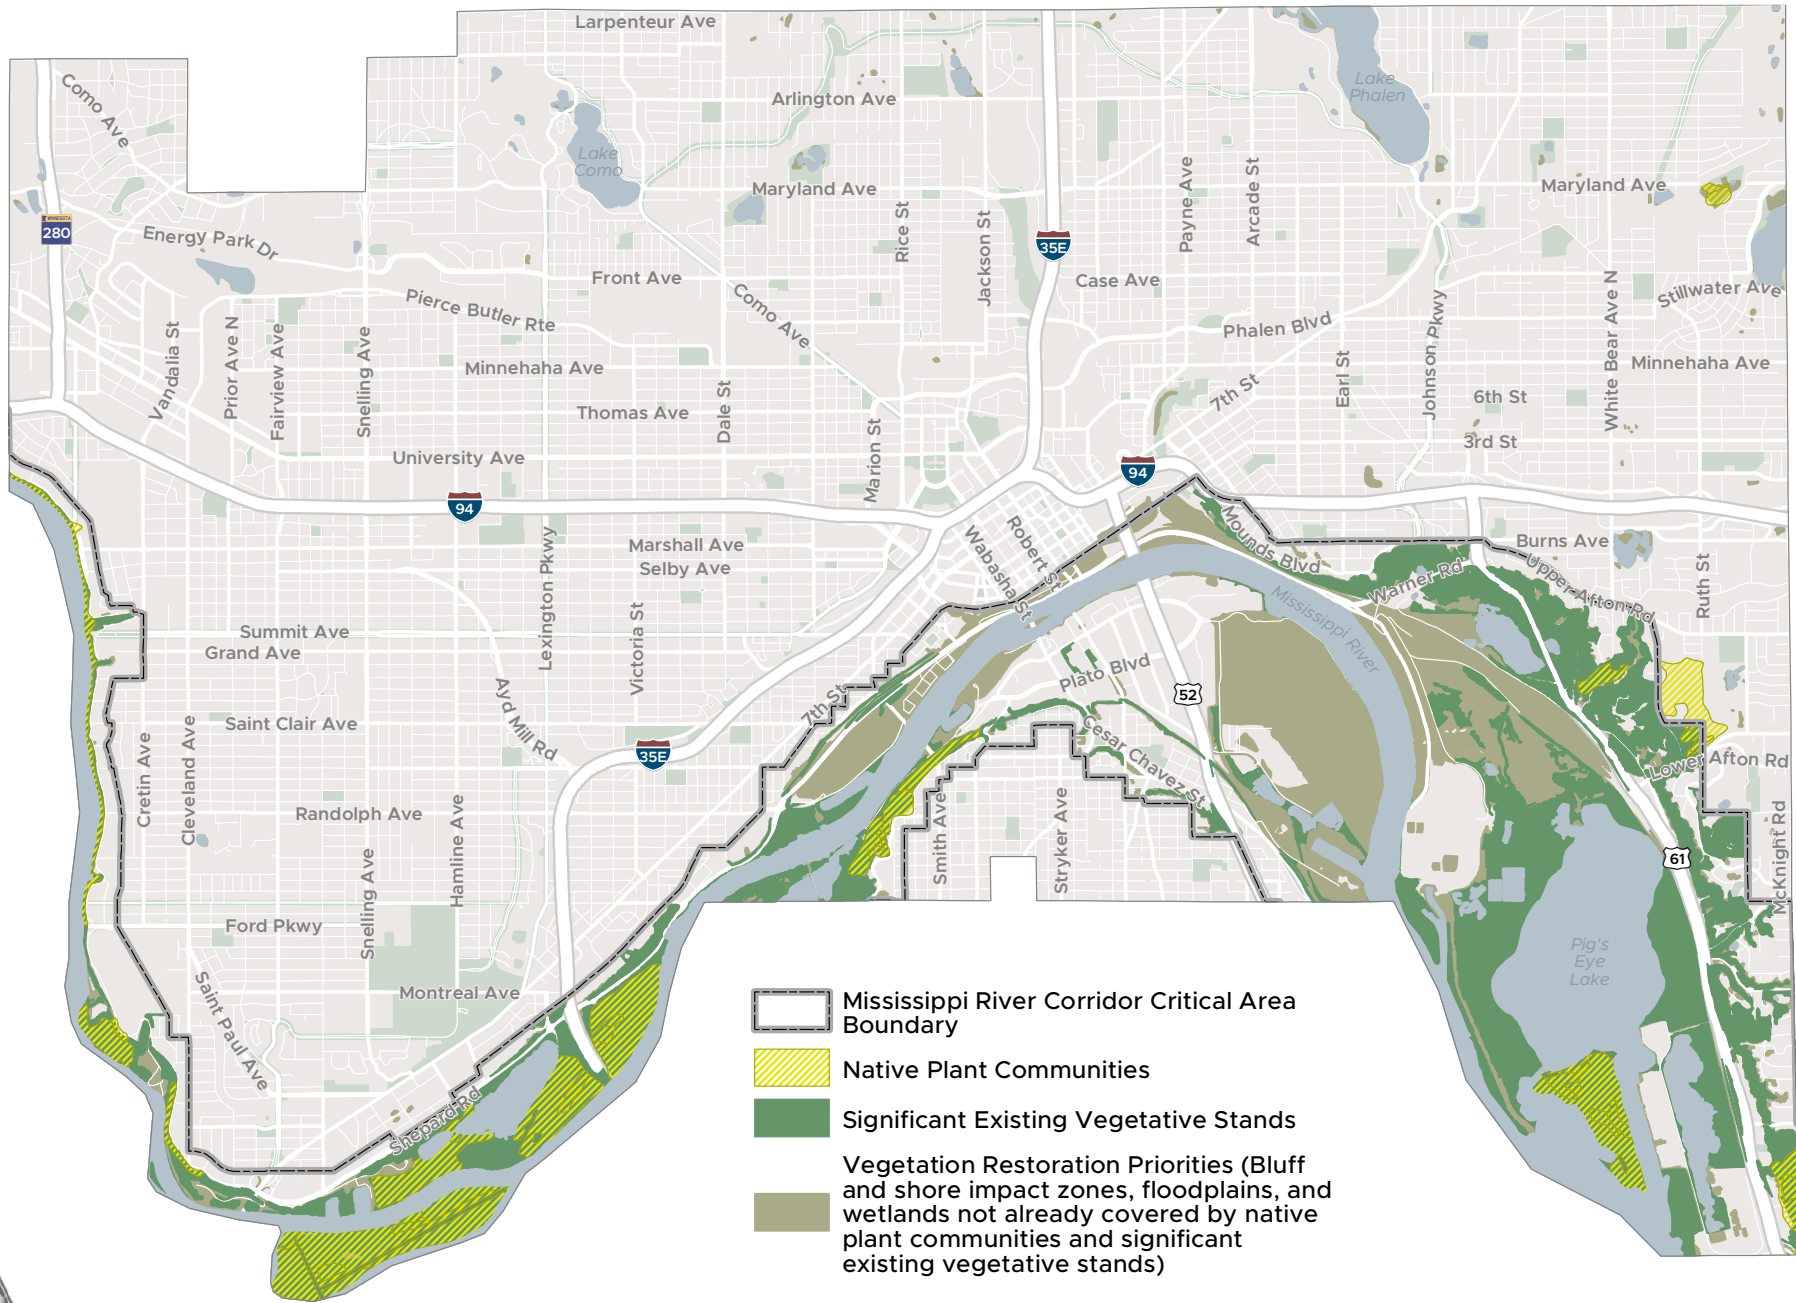 Larpenteur Ave
Como Ave
Arlington Ave
Lake
Phalen
Lake
Como
Maryland Ave
Maryland Ave
Payne Ave
Arcade St
Rice St
Jackson St
MINNESOTA
280
Energy Park Dr
35E
Front Ave
Case Ave
Pierce Butler Rte
Como Ave
Stillwater Ave
White Bear Ave N
Johnson Pkwy
Phalen Blvd
Vandalia St
Prior Ave N
Fairview Ave
Snelling Ave
Minnehaha Ave
Minnehaha Ave
Earl St
7th St
6th St
Thomas Ave
Dale St
Marion St
3rd St
University Ave
94
94
Lexington Pkwy
Marshall Ave
Selby Ave
Robert St
Wabasha St
Mounds Blvd
Burns Ave
Upper Afton Rd
Warner Rd
Ruth St
Mississippi River
Summit Ave
Grand Ave
Victoria St
Plato Blvd
52
Ayd Mill Rd
7th St
Saint Clair Ave
Cretin Ave
Cleveland Ave
35E
Cesar Chavez St
Lower Afton Rd
Randolph Ave
Hamline Ave
Smith Ave
Stryker Ave
McKnight Rd
61
Snelling Ave
Ford Pkwy
Pig's
Eye
Lake
Saint Paul Ave
Montreal Ave
Shepard Rd
Mississippi River Corridor Critical Area
Boundary
Native Plant Communities
Significant Existing Vegetative Stands
Vegetation Restoration Priorities (Bluff
and shore impact zones, floodplains, and
wetlands not already covered by native
plant communities and significant
existing vegetative stands)